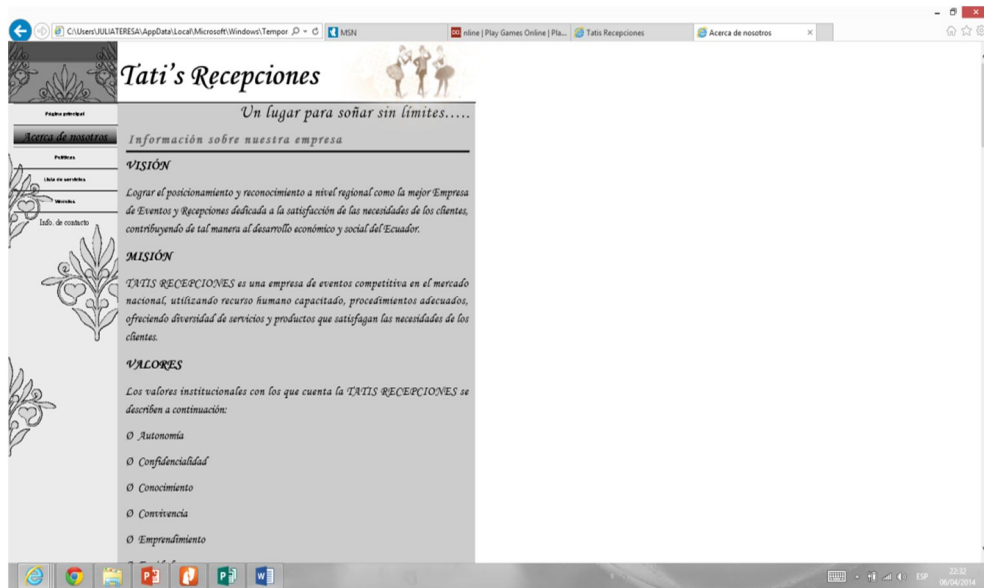 C:\Users\JULIATERESA\AppData\Local\Microsoft\Windows\Tempor
MSN
nline | Play Games Online | Pla...
Tatis Recepciones
Acerca de nosotros
Tati's Recepciones
Un lugar para soñar sin límites.....
Página principal
Acerca de nosotros
Políticas
Lista de servicios
Info. de contacto
Información sobre nuestra empresa
VISIÓN
Lograr el posicionamiento y reconocimiento a nivel regional como la mejor Empresa
de Eventos y Recepciones dedicada a la satisfacción de las necesidades de los clientes,
contribuyendo de tal manera al desarrollo económico y social del Ecuador.
MISIÓN
TATIS RECEPCIONES es una empresa de eventos competitiva en el mercado
nacional, utilizando recurso humano capacitado, procedimientos adecuados,
ofreciendo diversidad de servicios y productos que satisfagan las necesidades de los
clientes.
VALORES
Los valores institucionales con los que cuenta la TATIS RECEPCIONES se
describen a continuación:
Ø Autonomía
Ø Confidencialidad
Ø Conocimiento
Ø Convivencia
Ø Emprendimiento
ESP
22:32
06/04/2014